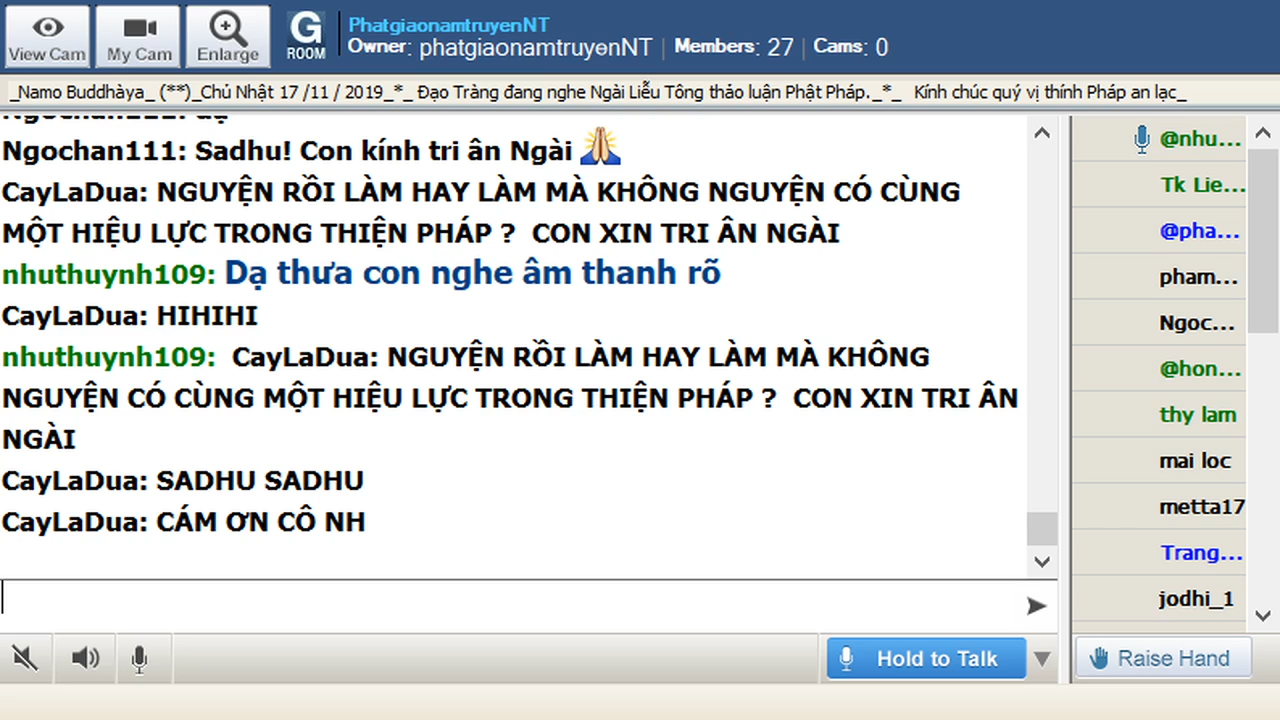 View Cam
My Cam
Enlarge
G
ROOM
PhatgiaonamtruyenNT
Owner: phatgiaonamtruyenNT | Members: 27 | Cams: 0
_Namo Buddhàya_ (**)_Chủ Nhật 17 /11 / 2019_*_ Đạo Tràng đang nghe Ngài Liễu Tông thảo luận Phật Pháp._*_ Kính chúc quý vị thính Pháp an lạc_
Ngochan111: Sadhu! Con kính tri ân Ngài 🙏
CayLaDua: NGUYỆN RỒI LÀM HAY LÀM MÀ KHÔNG NGUYỆN CÓ CÙNG
MỘT HIỆU LỰC TRONG THIỆN PHÁP ? CON XIN TRI ÂN NGÀI
nhuthuynh109: Dạ thưa con nghe âm thanh rõ
CayLaDua: HIHIHI
nhuthuynh109: CayLaDua: NGUYỆN RỒI LÀM HAY LÀM MÀ KHÔNG
NGUYỆN CÓ CÙNG MỘT HIỆU LỰC TRONG THIỆN PHÁP ? CON XIN TRI ÂN
NGÀI
CayLaDua: SADHU SADHU
CayLaDua: CÁM ƠN CÔ NH
@nhu...
Tk Lie...
@pha...
pham...
Ngoc...
@hon...
thy lam
mai loc
metta17
Trang...
jodhi_1
Hold to Talk
Raise Hand